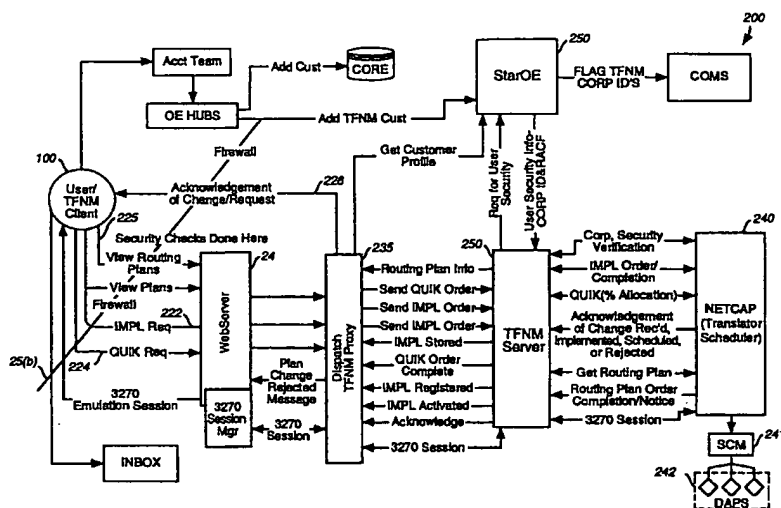 200
250
Acct Team
Add Cust
CORE
StarOE
FLAG TFNM
CORP ID'S
COMS
OE HUBS
Add TFNM Cust
Firewall
Get Customer
Profile
Req for User
Security
User Security Info-
CORP ID&RACF
100
User/
TFNM
Client
228
Acknowledgement
of Change/Request
225
Security Checks Done Here
24
235
250
240
View Routing
Plans
View Plans
Firewall
IMPL Req
222
224
QUIK Req
25(b)
3270
Emulation Session
WebServer
3270
Session
Mgr
Plan
Change
Rejected
Message
3270
Session
Dispatch
TFNM Proxy
Routing Plan Info
Send QUIK Order
Send IMPL Order
Send IMPL Order
IMPL Stored
QUIK Order
Complete
IMPL Registered
IMPL Activated
Acknowledge
3270 Session
TFNM
Server
Corp, Security
Verification
IMPL Order/
Completion
QUIK(% Allocation)
Acknowledgement
of Change Rec'd,
Implemented, Scheduled,
or Rejected
Get Routing Plan
Routing Plan Order
Completion/Notice
3270 Session
NETCAP
(Translator
Scheduler)
INBOX
SCM
241
242
DAPS